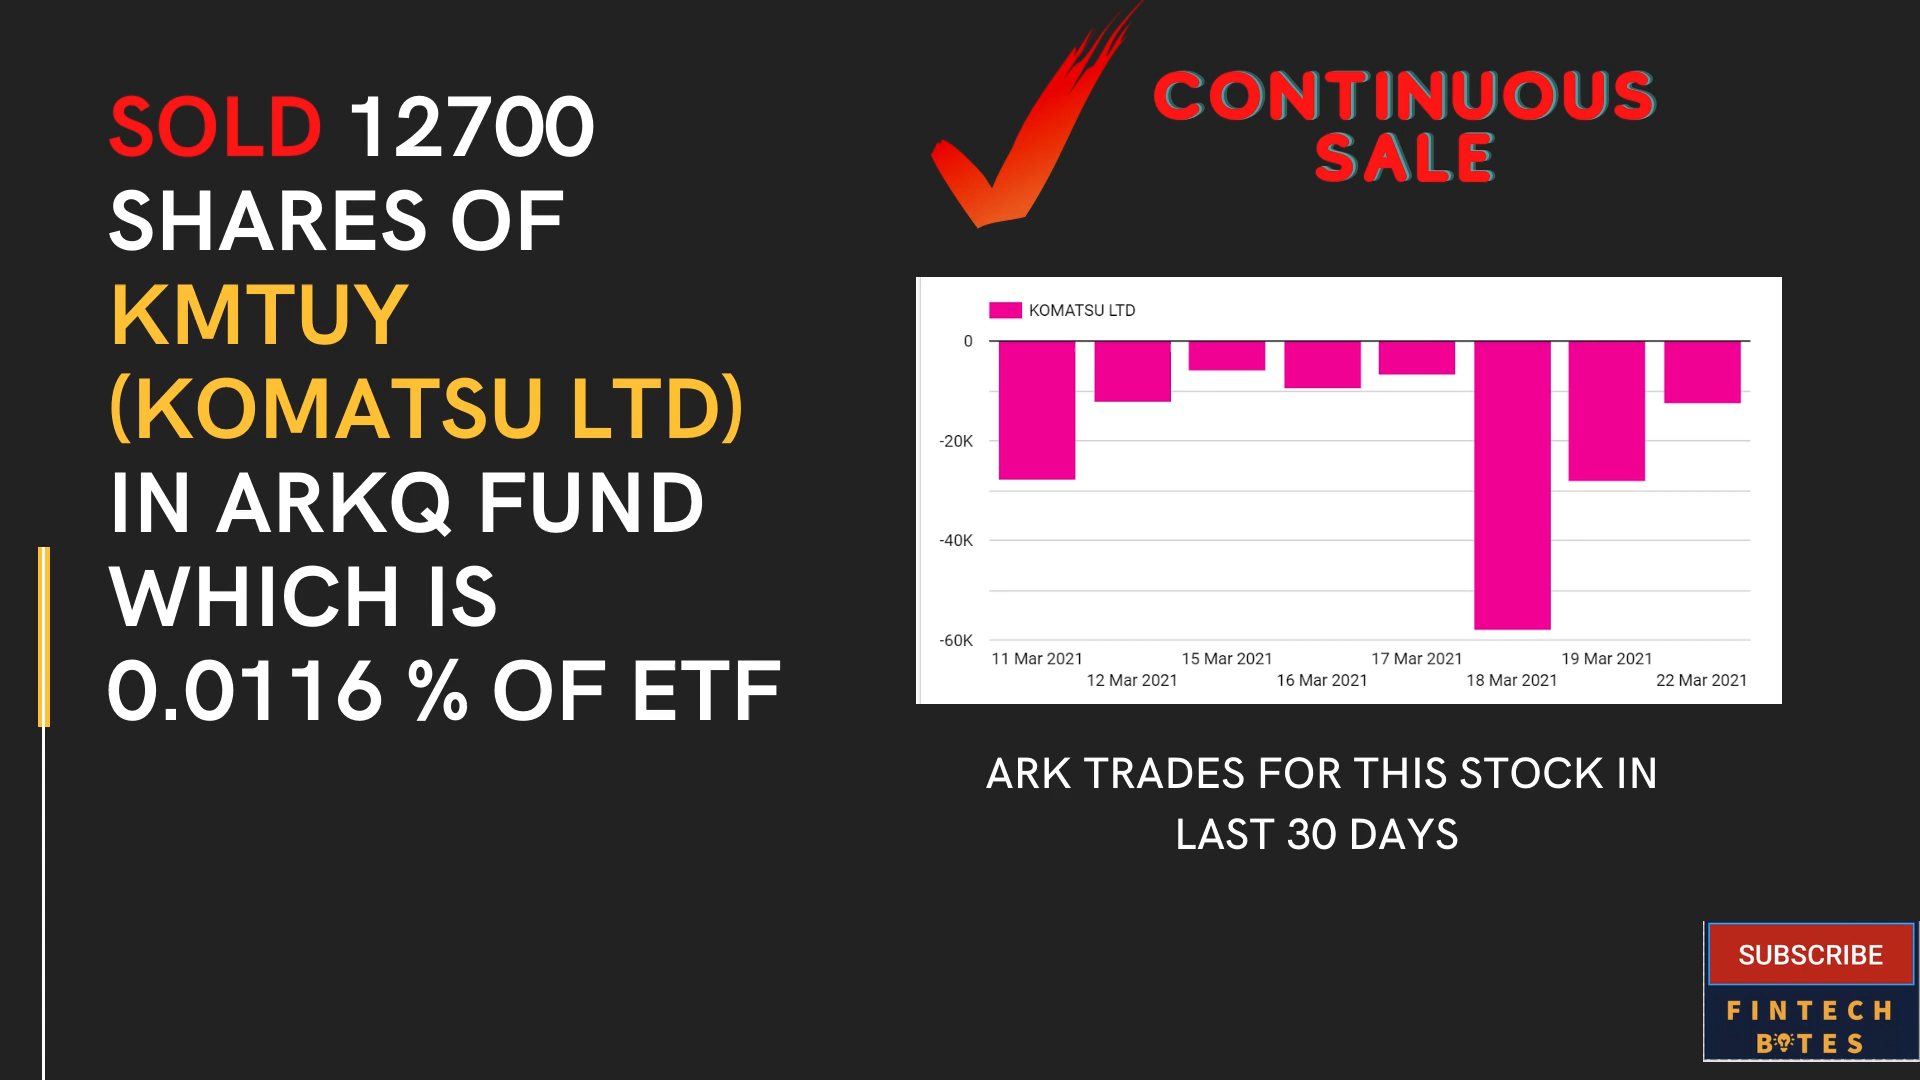 SOLD 12700
SHARES OF
KMTUY
(KOMATSU LTD)
IN ARKQ FUND
WHICH IS
0.0116 % OF ETF
CONTINUOUS
SALE
KOMATSU LTD
0
-20K
-40K
-60K
11 Mar 2021
12 Mar 2021
15 Mar 2021
16 Mar 2021
17 Mar 2021
18 Mar 2021
19 Mar 2021
22 Mar 2021
ARK TRADES FOR THIS STOCK IN
LAST 30 DAYS
SUBSCRIBE
FINTECH
BYTES